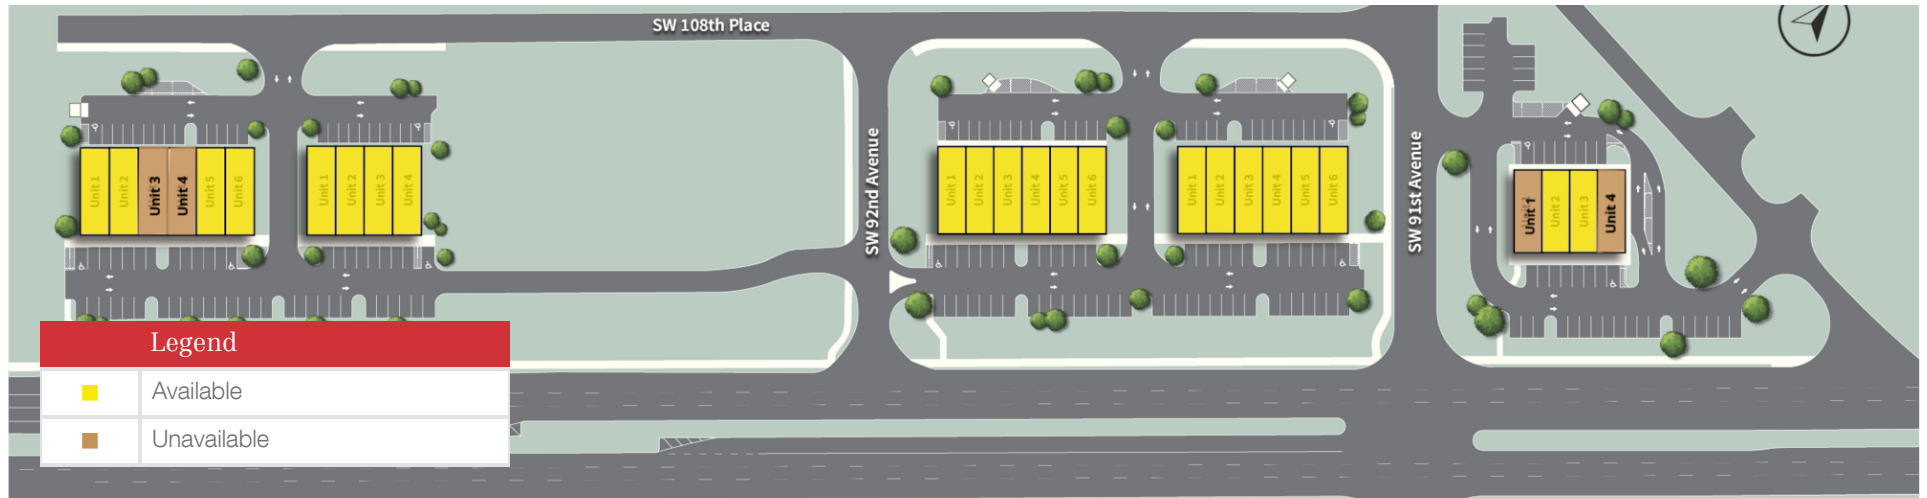 SW 108th Place
Unit 1
Unit 2
Unit 3
Unit 4
Unit 5
Unit 6
Unit 1
Unit 2
Unit 3
Unit 4
SW 92nd Avenue
Unit 1
Unit 2
Unit 3
Unit 4
Unit 5
Unit 6
Unit 1
Unit 2
Unit 3
Unit 4
Unit 5
Unit 6
SW 91st Avenue
Unit 1
Unit 2
Unit 3
Unit 4
Legend
Available
Unavailable